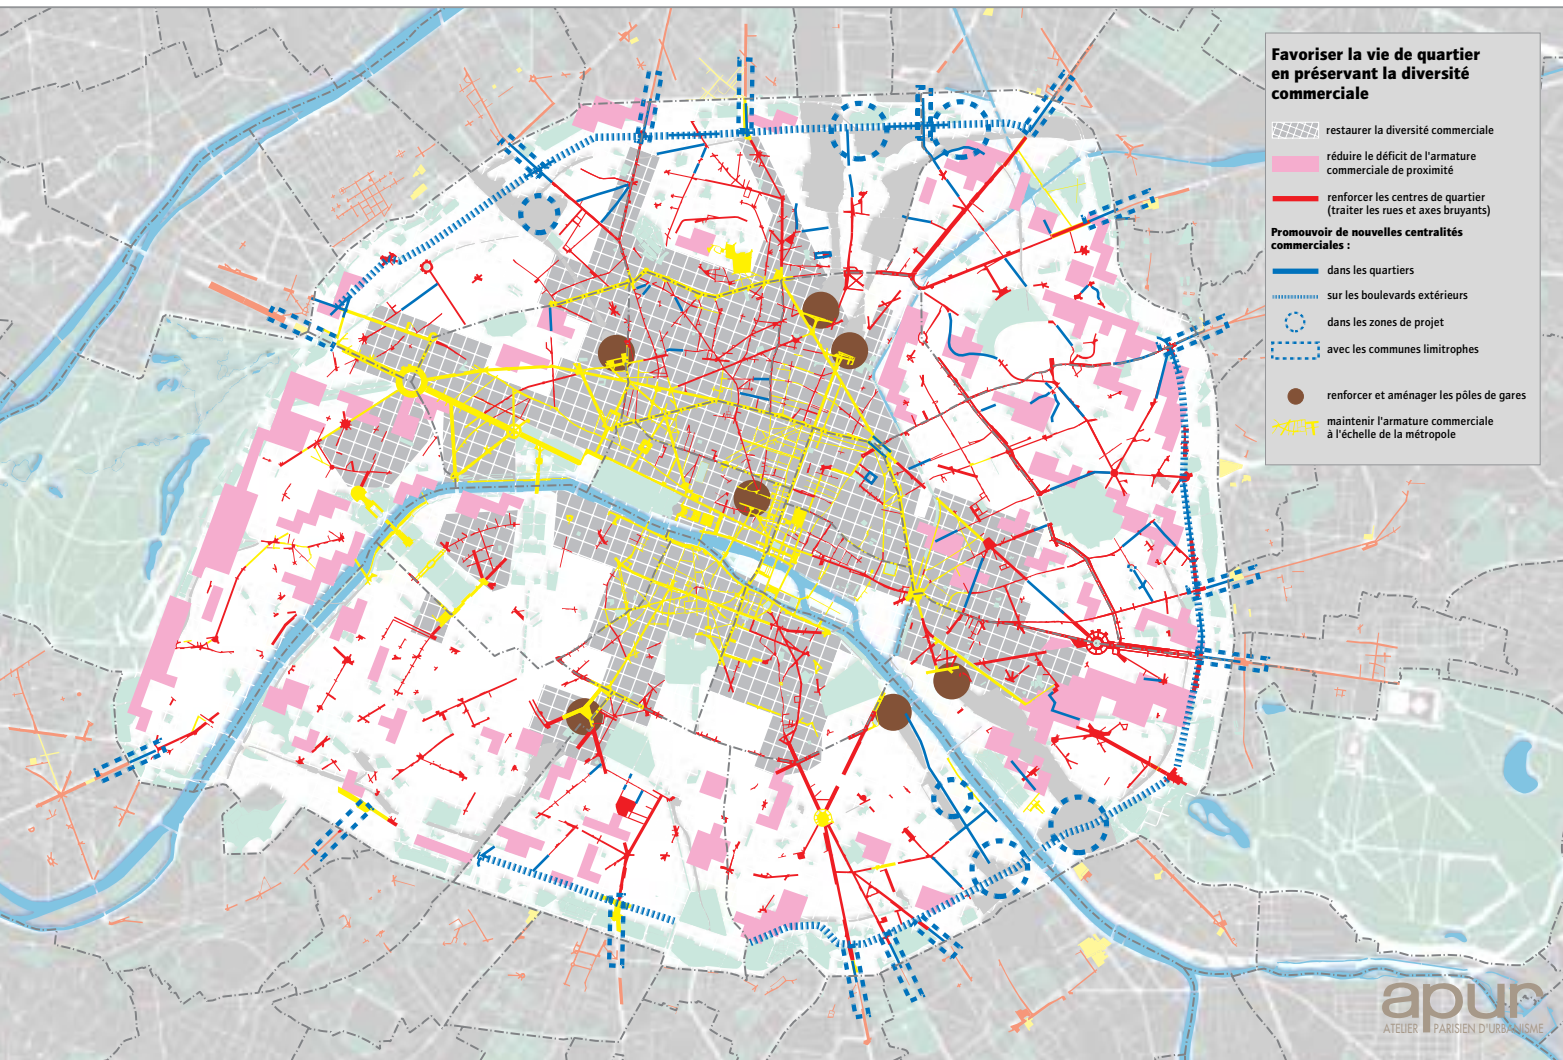 Favoriser la vie de quartier
en préservant la diversité
commerciale
restaurer la diversité commerciale
réduire le déficit de l'armature
commerciale de proximité
renforcer les centres de quartier
(traiter les rues et axes bruyants)
Promouvoir de nouvelles centralités
commerciales :
dans les quartiers
sur les boulevards extérieurs
dans les zones de projet
avec les communes limitrophes
renforcer et aménager les pôles de gares
maintenir l'armature commerciale
à l'échelle de la métropole
apur
ATELIER PARISIEN D'URBANISME